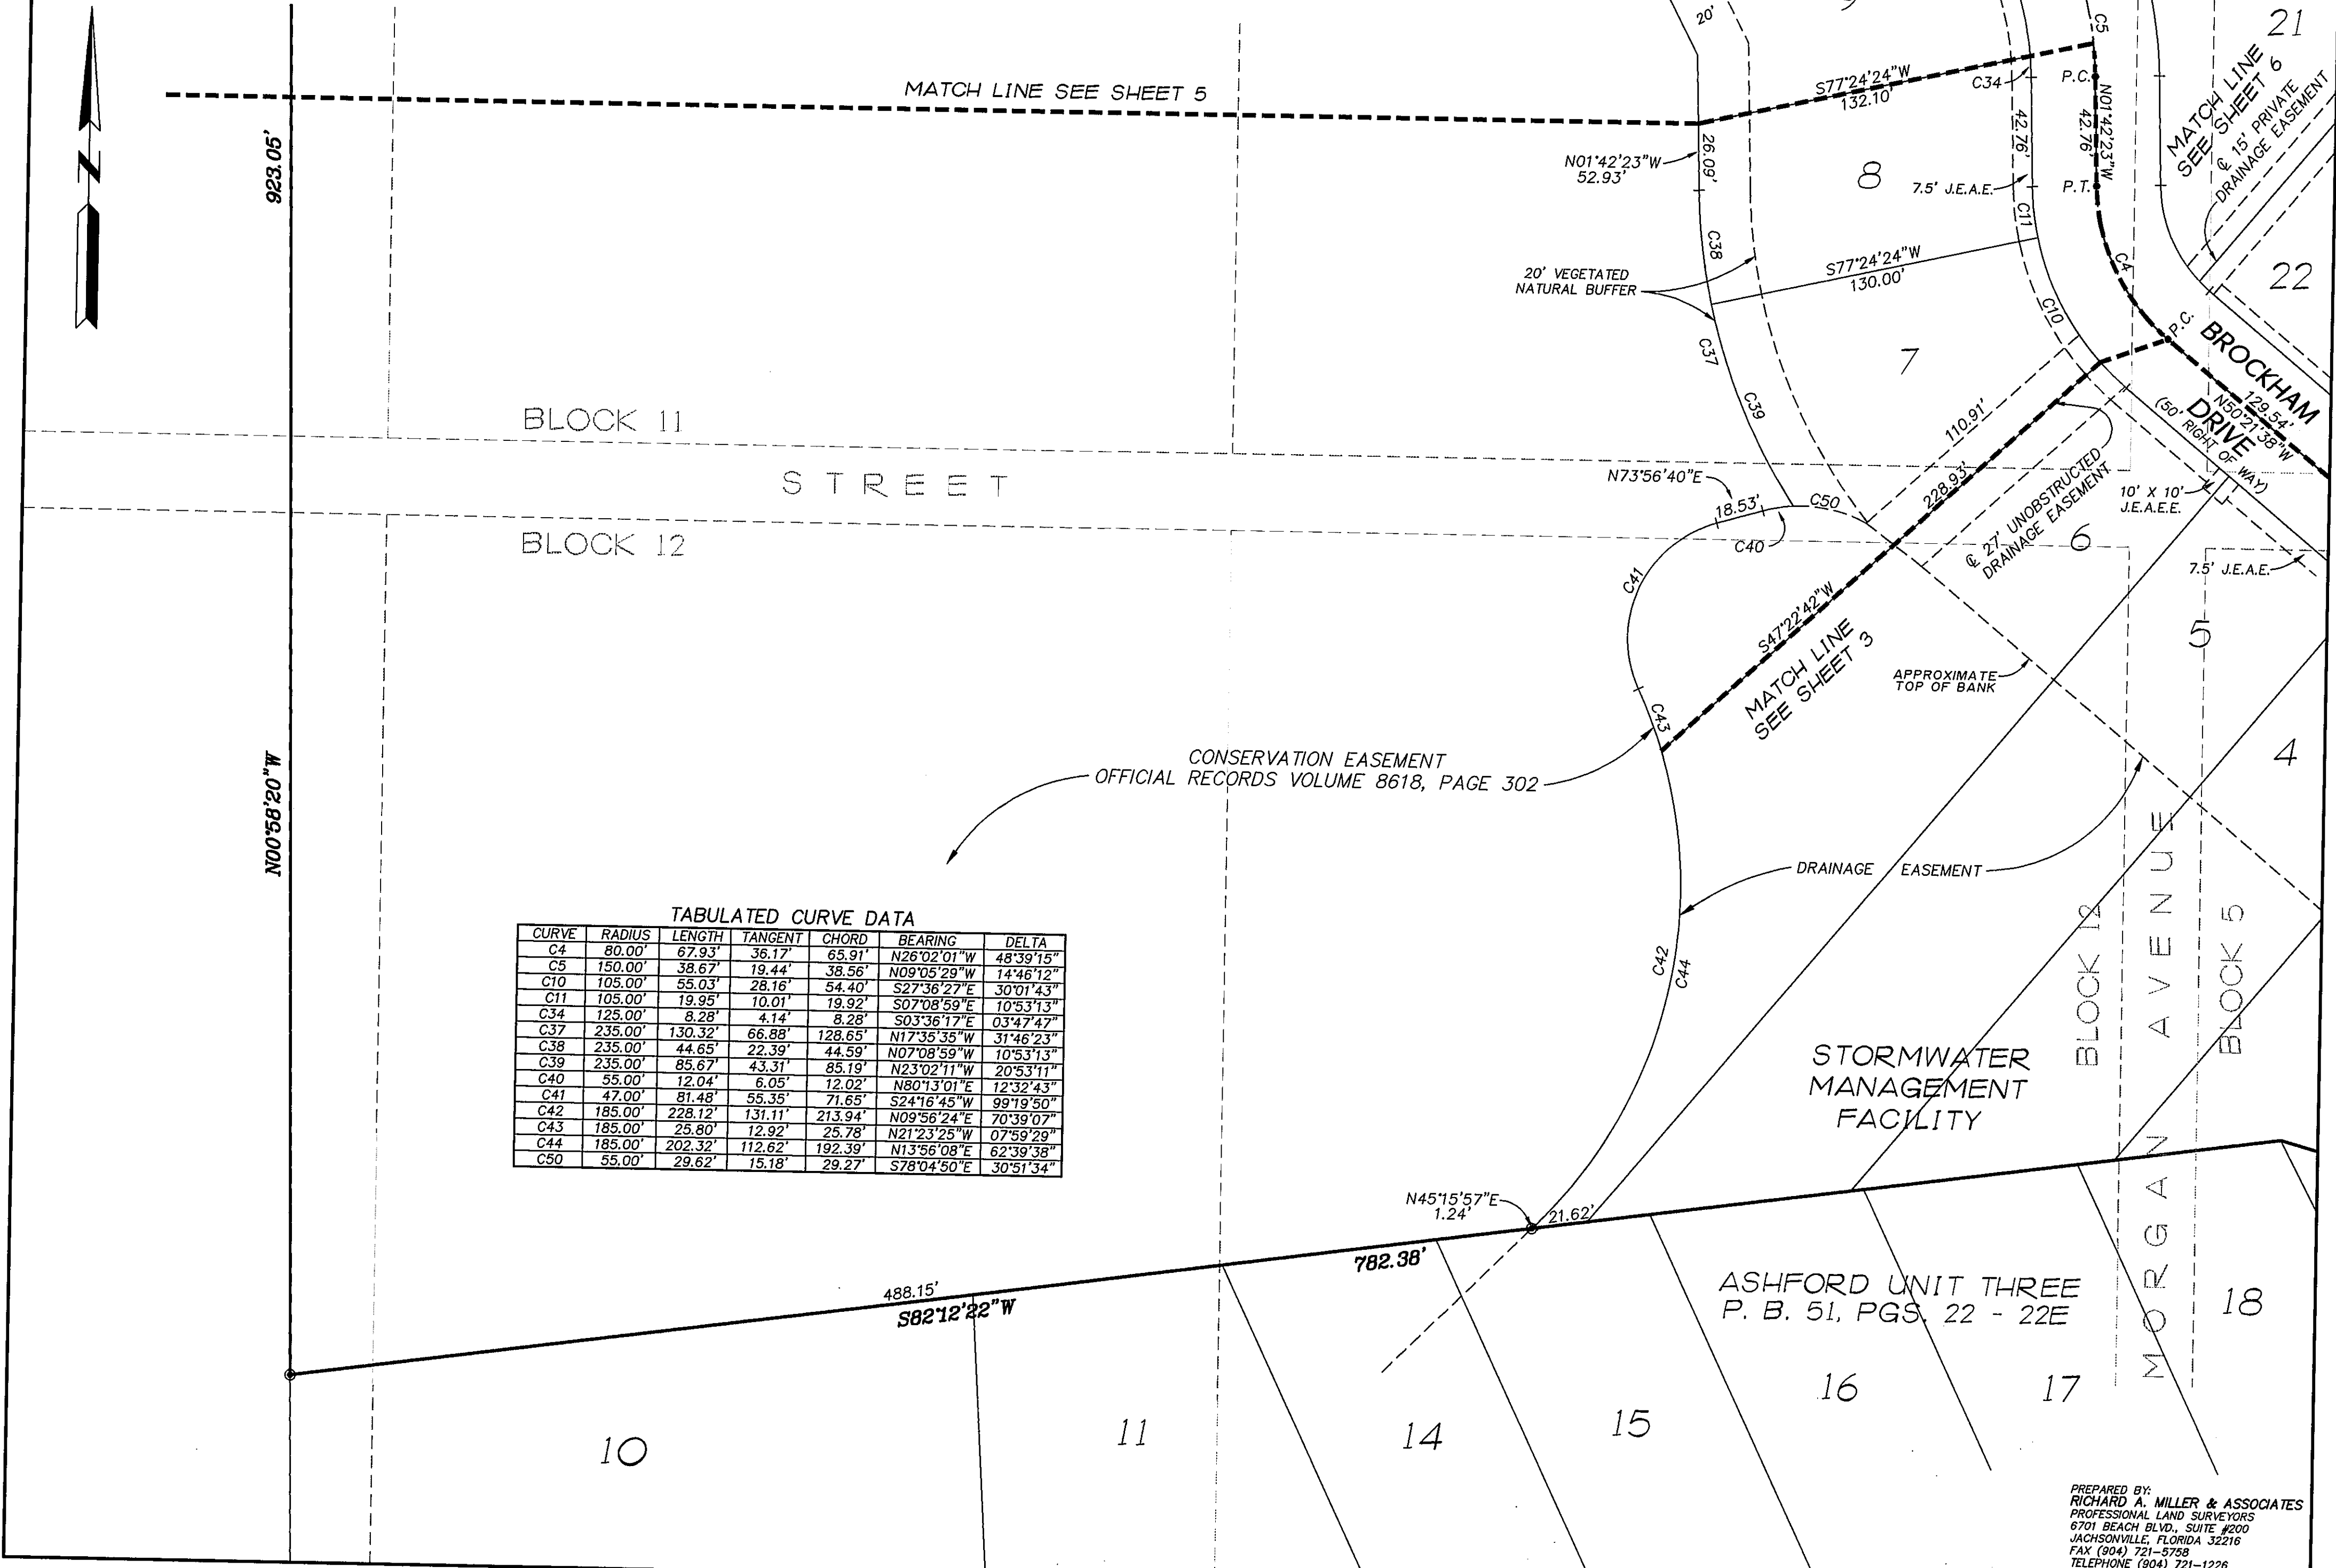 20'
C5
21
MATCH LINE SEE SHEET 5
S77°24'24"W
132.10'
C34
P.C.
MATCH LINE
SEE SHEET 6
℄ 15' PRIVATE
DRAINAGE EASEMENT
923.05'
N
26.09'
N01°42'23"W
52.93'
8
42.76'
42.76'
N01°42'23"W
7.5' J.E.A.E.
P.T.
C11
C38
S77°24'24"W
130.00'
C4
20' VEGETATED
NATURAL BUFFER
22
C10
P.C.
C37
7
BROCKHAM
DRIVE
(50' RIGHT OF WAY)
129.54'
N50°21'38"W
C39
110.91'
BLOCK 11
STREET
BLOCK 12
N73°56'40"E
18.53'
C50
C40
228.93'
℄ 27' UNOBSTRUCTED
DRAINAGE EASEMENT
10' X 10'
J.E.A.E.E.
6
7.5' J.E.A.E.
C41
S47°22'42"W
MATCH LINE
SEE SHEET 3
5
APPROXIMATE
TOP OF BANK
C43
4
CONSERVATION EASEMENT
OFFICIAL RECORDS VOLUME 8618, PAGE 302
N00°58'20"W
DRAINAGE EASEMENT
C42
C44
BLOCK 12
MORGAN AVENUE
BLOCK 5
TABULATED CURVE DATA
CURVE RADIUS LENGTH TANGENT CHORD BEARING DELTA
C4 80.00' 67.93' 36.17' 65.91' N26°02'01"W 48°39'15"
C5 150.00' 38.67' 19.44' 38.56' N09°05'29"W 14°46'12"
C10 105.00' 55.03' 28.16' 54.40' S27°36'27"E 30°01'43"
C11 105.00' 19.95' 10.01' 19.92' S07°08'59"E 10°53'13"
C34 125.00' 8.28' 4.14' 8.28' S03°36'17"E 03°47'47"
C37 235.00' 130.32' 66.88' 128.65' N17°35'35"W 31°46'23"
C38 235.00' 44.65' 22.39' 44.59' N07°08'59"W 10°53'13"
C39 235.00' 85.67' 43.31' 85.19' N23°02'11"W 20°53'11"
C40 55.00' 12.04' 6.05' 12.02' N80°13'01"E 12°32'43"
C41 47.00' 81.48' 55.35' 71.65' S24°16'45"W 99°19'50"
C42 185.00' 228.12' 131.11' 213.94' N09°56'24"E 70°39'07"
C43 185.00' 25.80' 12.92' 25.78' N21°23'25"W 07°59'29"
C44 185.00' 202.32' 112.62' 192.39' N13°56'08"E 62°39'38"
C50 55.00' 29.62' 15.18' 29.27' S78°04'50"E 30°51'34"
STORMWATER
MANAGEMENT
FACILITY
N45°15'57"E
1.24'
21.62'
782.38'
488.15'
S82°12'22"W
ASHFORD UNIT THREE
P. B. 51, PGS. 22 - 22E
18
10
11
14
15
16
17
PREPARED BY:
RICHARD A. MILLER & ASSOCIATES
PROFESSIONAL LAND SURVEYORS
6701 BEACH BLVD., SUITE #200
JACHSONVILLE, FLORIDA 32216
FAX (904) 721-5758
TELEPHONE (904) 721-1226